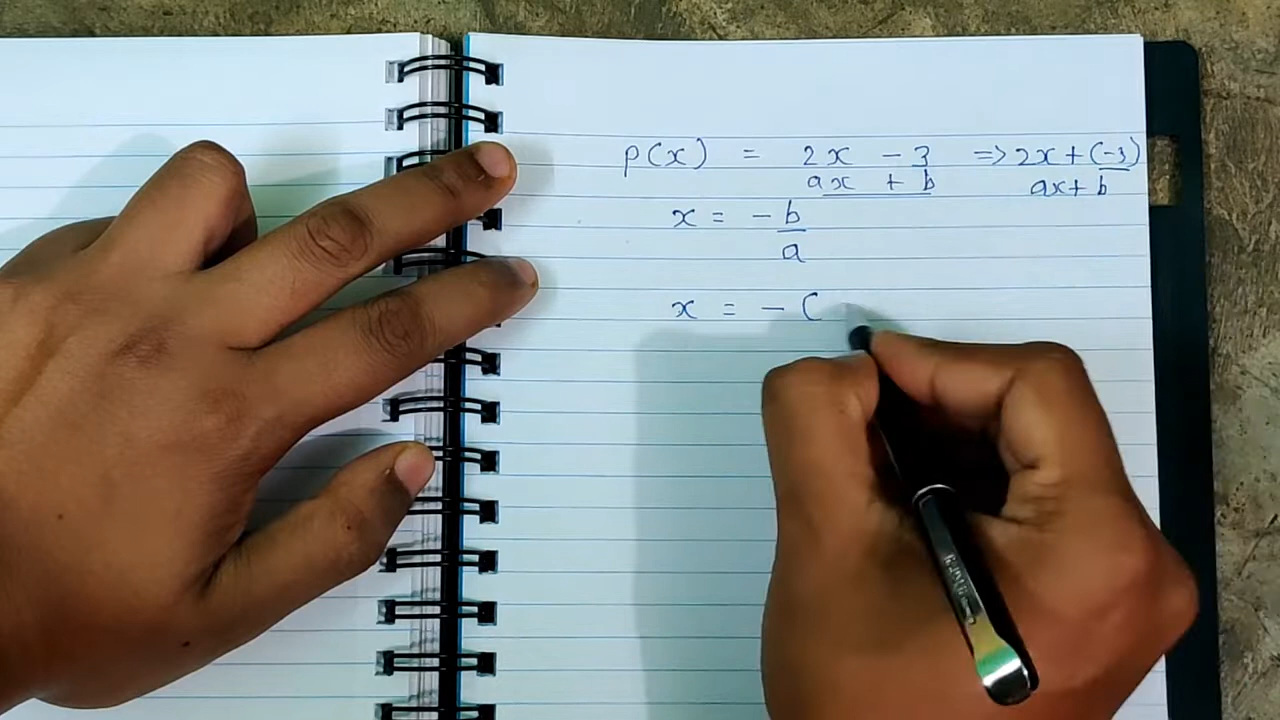 p(x) = 2x - 3 => 2x + (-3)
ax + b ax + b
x = - b
a
x = - (